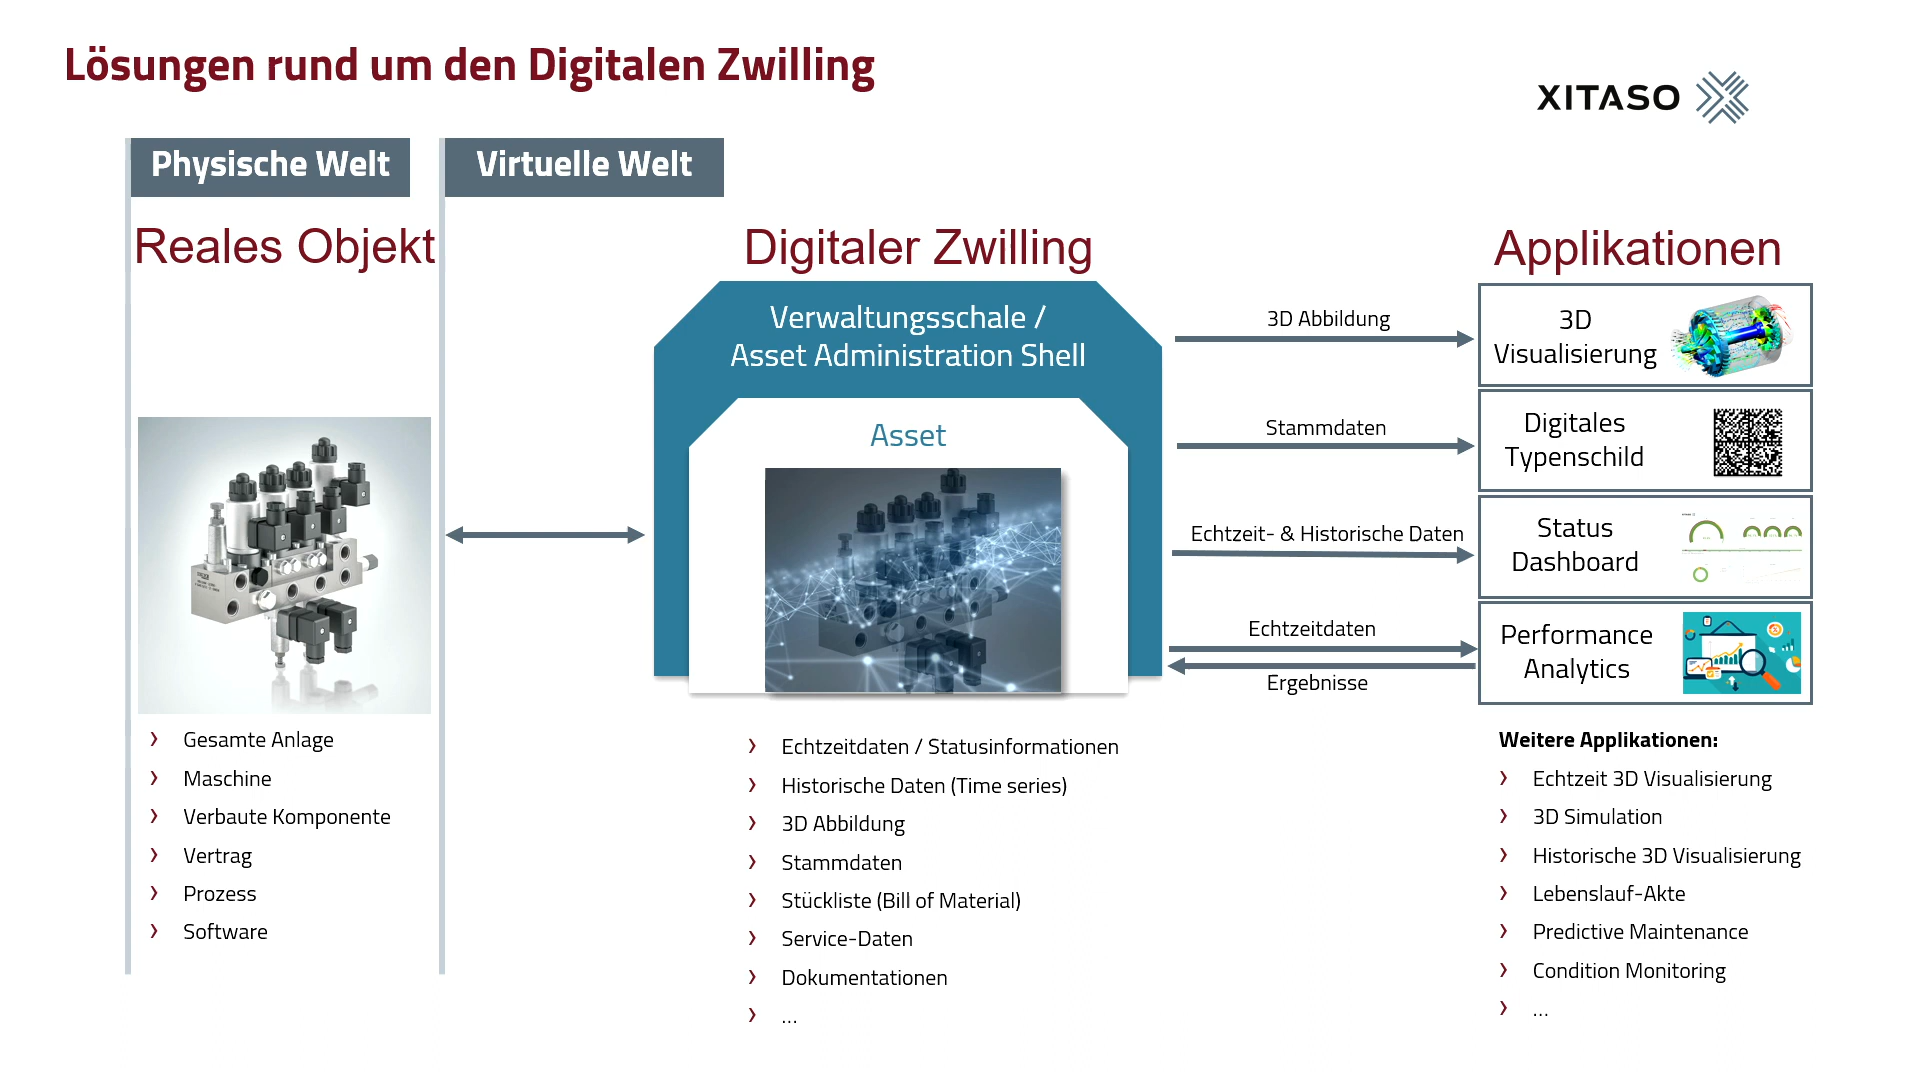 Lösungen rund um den Digitalen Zwilling
XITASO
Physische Welt
Virtuelle Welt
Reales Objekt
Digitaler Zwilling
Applikationen
Verwaltungsschale /
Asset Administration Shell
Asset
3D Abbildung
Stammdaten
Echtzeit- & Historische Daten
Echtzeitdaten
Ergebnisse
3D
Visualisierung
Digitales
Typenschild
Status
Dashboard
Performance
Analytics
› Gesamte Anlage
› Maschine
› Verbaute Komponente
› Vertrag
› Prozess
› Software
› Echtzeitdaten / Statusinformationen
› Historische Daten (Time series)
› 3D Abbildung
› Stammdaten
› Stückliste (Bill of Material)
› Service-Daten
› Dokumentationen
› ...
Weitere Applikationen:
› Echtzeit 3D Visualisierung
› 3D Simulation
› Historische 3D Visualisierung
› Lebenslauf-Akte
› Predictive Maintenance
› Condition Monitoring
› ...